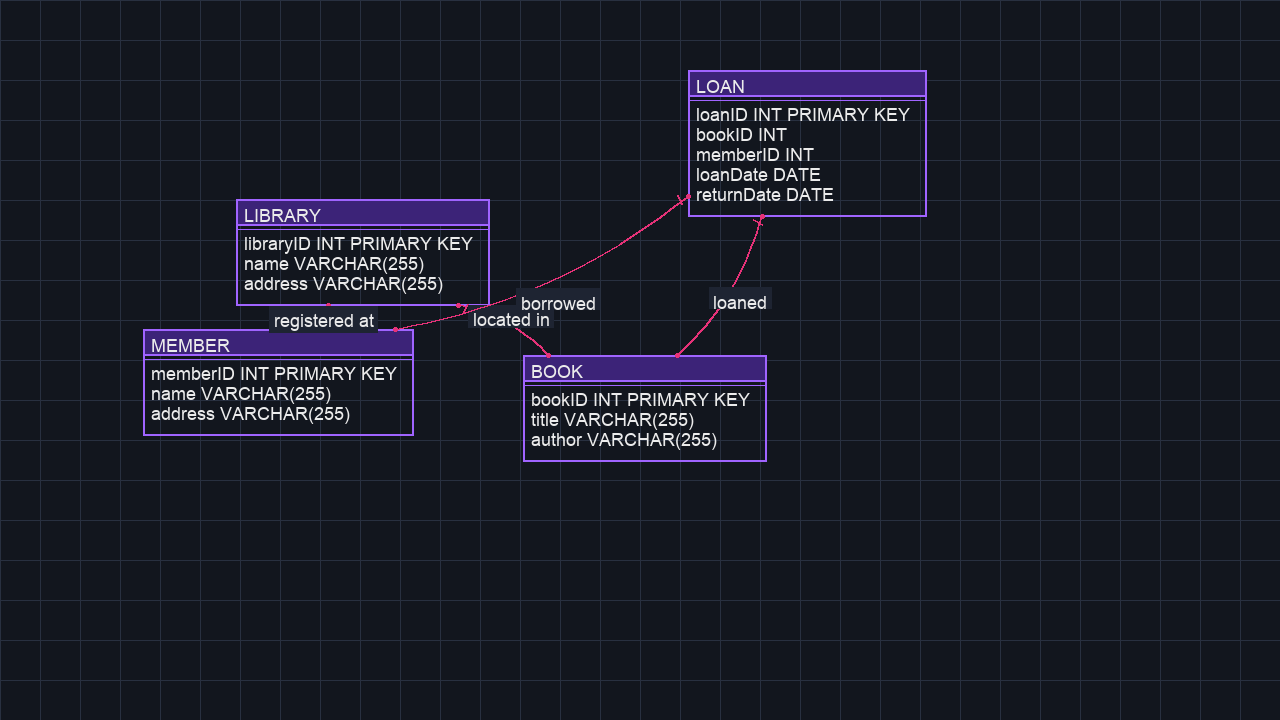 LOAN
loanID INT PRIMARY KEY
bookID INT
memberID INT
loanDate DATE
returnDate DATE
LIBRARY
libraryID INT PRIMARY KEY
name VARCHAR(255)
address VARCHAR(255)
borrowed
loaned
registered at
located in
MEMBER
memberID INT PRIMARY KEY
name VARCHAR(255)
address VARCHAR(255)
BOOK
bookID INT PRIMARY KEY
title VARCHAR(255)
author VARCHAR(255)